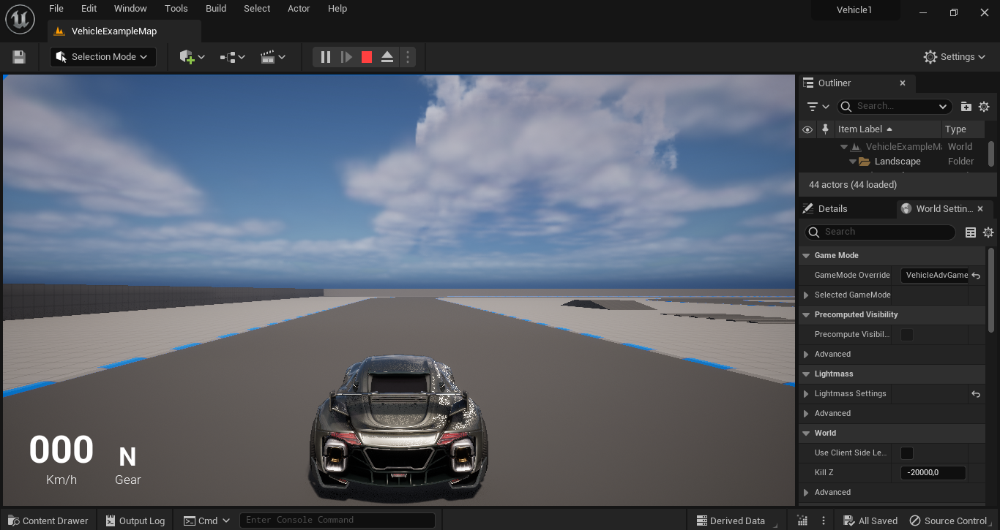 File Edit Window Tools Build Select Actor Help
Vehicle1
VehicleExampleMap
Selection Mode
Settings
Outliner
Search...
Item Label Type
VehicleExampleMa World
Landscape Folder
44 actors (44 loaded)
Details World Settin...
Search
Game Mode
GameMode Override VehicleAdvGame
Selected GameMode
Precomputed Visibility
Precompute Visibil...
Advanced
Lightmass
Lightmass Settings
Advanced
World
Use Client Side Le...
Kill Z -20000,0
Advanced
000 N
Km/h Gear
Content Drawer Output Log Cmd Enter Console Command Derived Data All Saved Source Control